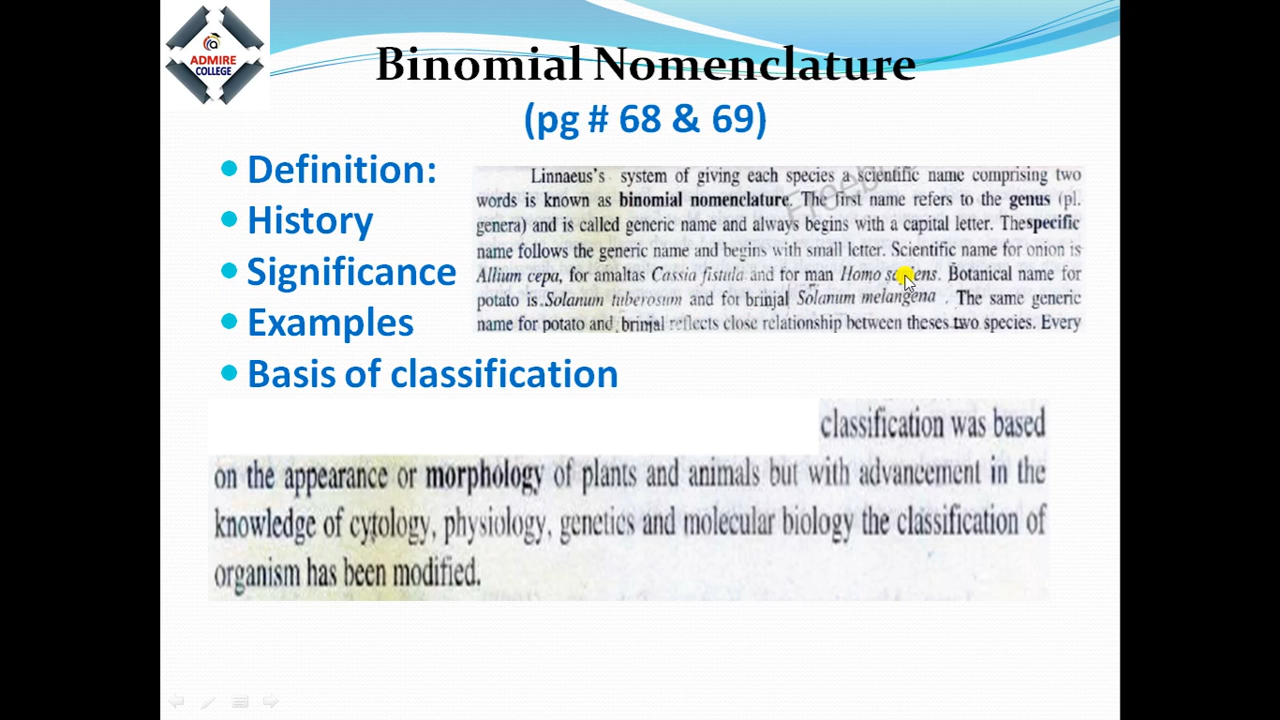 ADMIRE
COLLEGE
Binomial Nomenclature
(pg # 68 & 69)
• Definition:
• History
• Significance
• Examples
• Basis of classification
Linnaeus's system of giving each species a scientific name comprising two
words is known as binomial nomenclature. The first name refers to the genus (pl.
genera) and is called generic name and always begins with a capital letter. Thespecific
name follows the generic name and begins with small letter. Scientific name for onion is
Allium cepa, for amaltas Cassia fistula and for man Homo sapiens. Botanical name for
potato is Solanum tuberosum and for brinjal Solanum melangena . The same generic
name for potato and brinjal reflects close relationship between theses two species. Every
classification was based
on the appearance or morphology of plants and animals but with advancement in the
knowledge of cytology, physiology, genetics and molecular biology the classification of
organism has been modified.